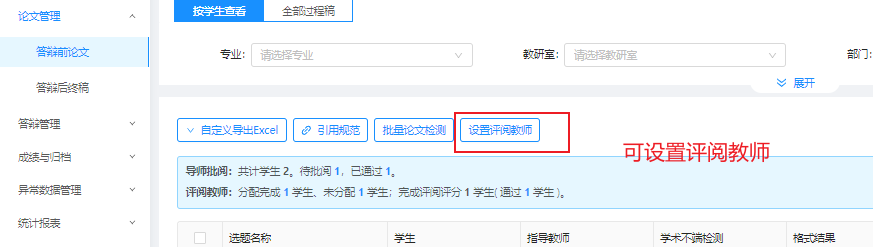 论文管理
答辩前论文
答辩后终稿
答辩管理
成绩与归档
异常数据管理
统计报表
按学生查看 全部过程稿
专业: 请选择专业 教研室: 请选择教研室 部门:
展开
自定义导出Excel 引用规范 批量论文检测 设置评阅教师
可设置评阅教师
导师批阅：共计学生 2。待批阅 1，已通过 1。
评阅教师：分配完成 1 学生、未分配 1 学生；完成评阅评分 1 学生( 通过 1 学生 )。
选题名称 学生 指导教师 学术不端检测 格式结果